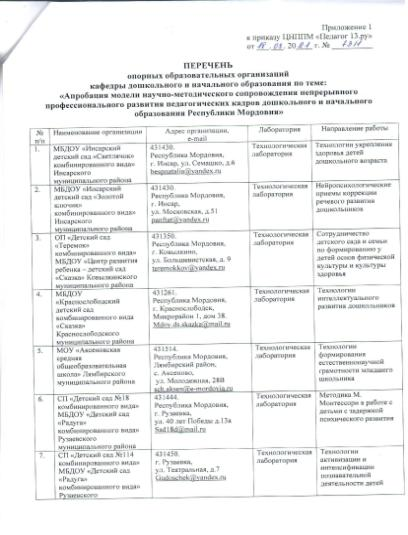 Приложение 1
к приказу ЦНППМ «Педагог 13.ру»
от 20 г. №
ПЕРЕЧЕНЬ
опорных образовательных организаций
кафедры дошкольного и начального образования по теме:
«Апробация модели научно-методического сопровождения непрерывного
профессионального развития педагогических кадров дошкольного и начального
образования Республики Мордовия»
№ п/п
Наименование организации
Адрес организации, e-mail
Лаборатория
Направление работы
1.
МБДОУ «Инсарский
детский сад «Светлячок»
комбинированного вида»
Инсарского
муниципального района
431430.
Республика Мордовия,
г. Инсар, ул. Семашко, д.6
Технологическая
лаборатория
Технологии укрепления
здоровья детей
дошкольного возраста
2.
МБДОУ «Инсарский
детский сад «Золотой
ключик»
комбинированного вида»
Инсарского
муниципального района
431430.
Республика Мордовия,
г. Инсар,
ул. Московская, д.51
Технологическая
лаборатория
Нейропсихологические
приемы коррекции
речевого развития
дошкольников
3.
ОП «Детский сад
«Теремок»
комбинированного вида»
МБДОУ «Центр развития
ребенка – детский сад
«Сказка» Ковылкинского
муниципального района
431350.
Республика Мордовия,
г. Ковылкино,
ул. Большевистская, д. 9
teremokkov@yandex.ru
Технологическая
лаборатория
Сотрудничество
детского сада и семьи
по формированию у
детей основ физической
культуры и культуры
здоровья
4.
МБДОУ
«Краснослободский
детский сад
комбинированного вида
«Сказка»
Краснослободского
муниципального района
431261.
Республика Мордовия,
г. Краснослободск,
Микрорайон 1, дом 38.
Mdov.ds.skazka@mail.ru
Технологическая
лаборатория
Технологии
интеллектуального
развития дошкольников
5.
МОУ «Аксеновская
средняя
общеобразовательная
школа» Лямбирского
муниципального района
431514.
Республика Мордовия,
Лямбирский район,
с. Аксеново,
ул. Молодежная, 28В
sch.aksen@e-mordovia.ru
Технологическая
лаборатория
Технологии
формирования
естественнонаучной
грамотности младшего
школьника
6.
СП «Детский сад №18
комбинированного вида»
МБДОУ «Детский сад
«Радуга»
комбинированного вида»
Рузаевского
муниципального района
431444.
Республика Мордовия,
г. Рузаевка,
ул. 40 лет Победы д.13а
Sad18d@mail.ru
Технологическая
лаборатория
Методика М.
Монтессори в работе с
детьми с задержкой
психического развития
7.
СП «Детский сад №114
комбинированного вида»
МБДОУ «Детский сад
«Радуга»
комбинированного вида»
Рузаевского
431450.
г. Рузаевка,
ул. Театральная, д.7
Gudoschek@yandex.ru
Технологическая
лаборатория
Технологии
активизации и
интенсификации
познавательной
деятельности детей